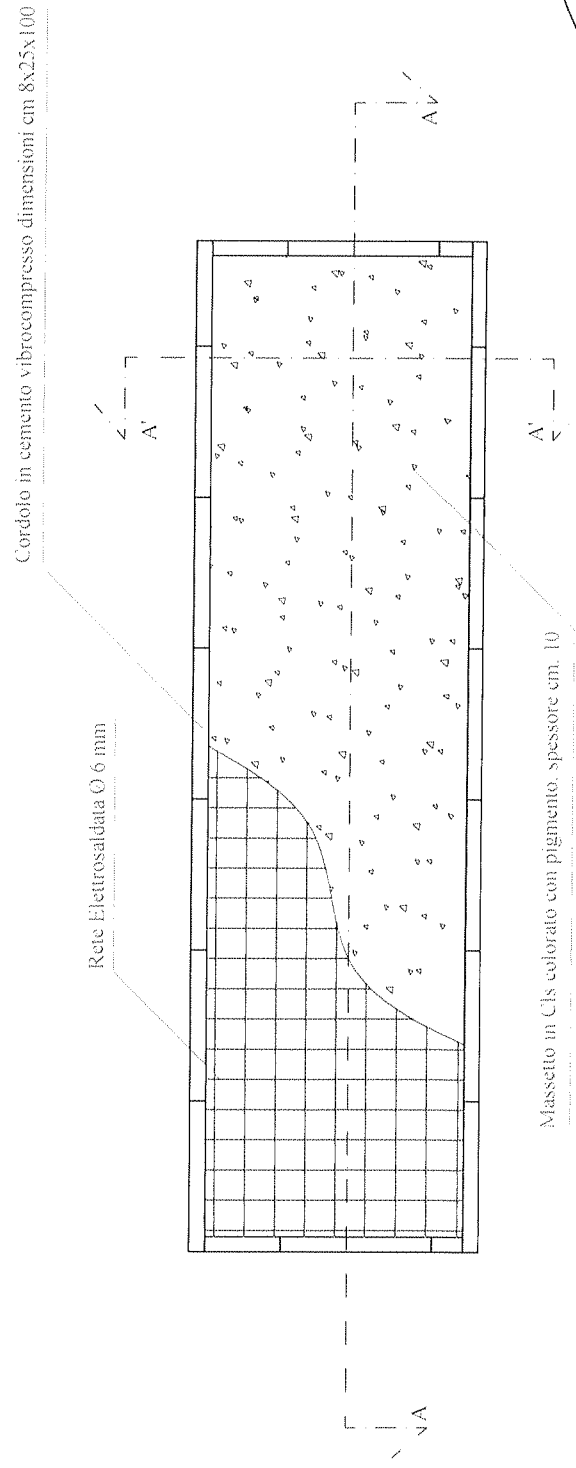 Cordolo in cemento vibrocompresso dimensioni cm 8x25x100
Rete Elettrosaldata Ø 6 mm
A'
A
A'
A
Massetto in Cls colorato con pigmento, spessore cm. 10